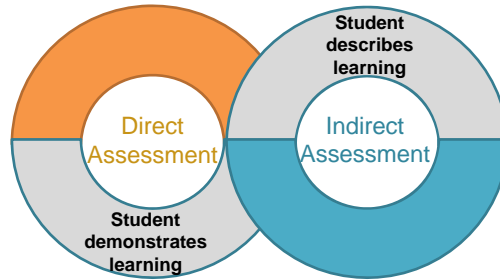 Student
describes
learning
Direct
Assessment
Indirect
Assessment
Student
demonstrates
learning